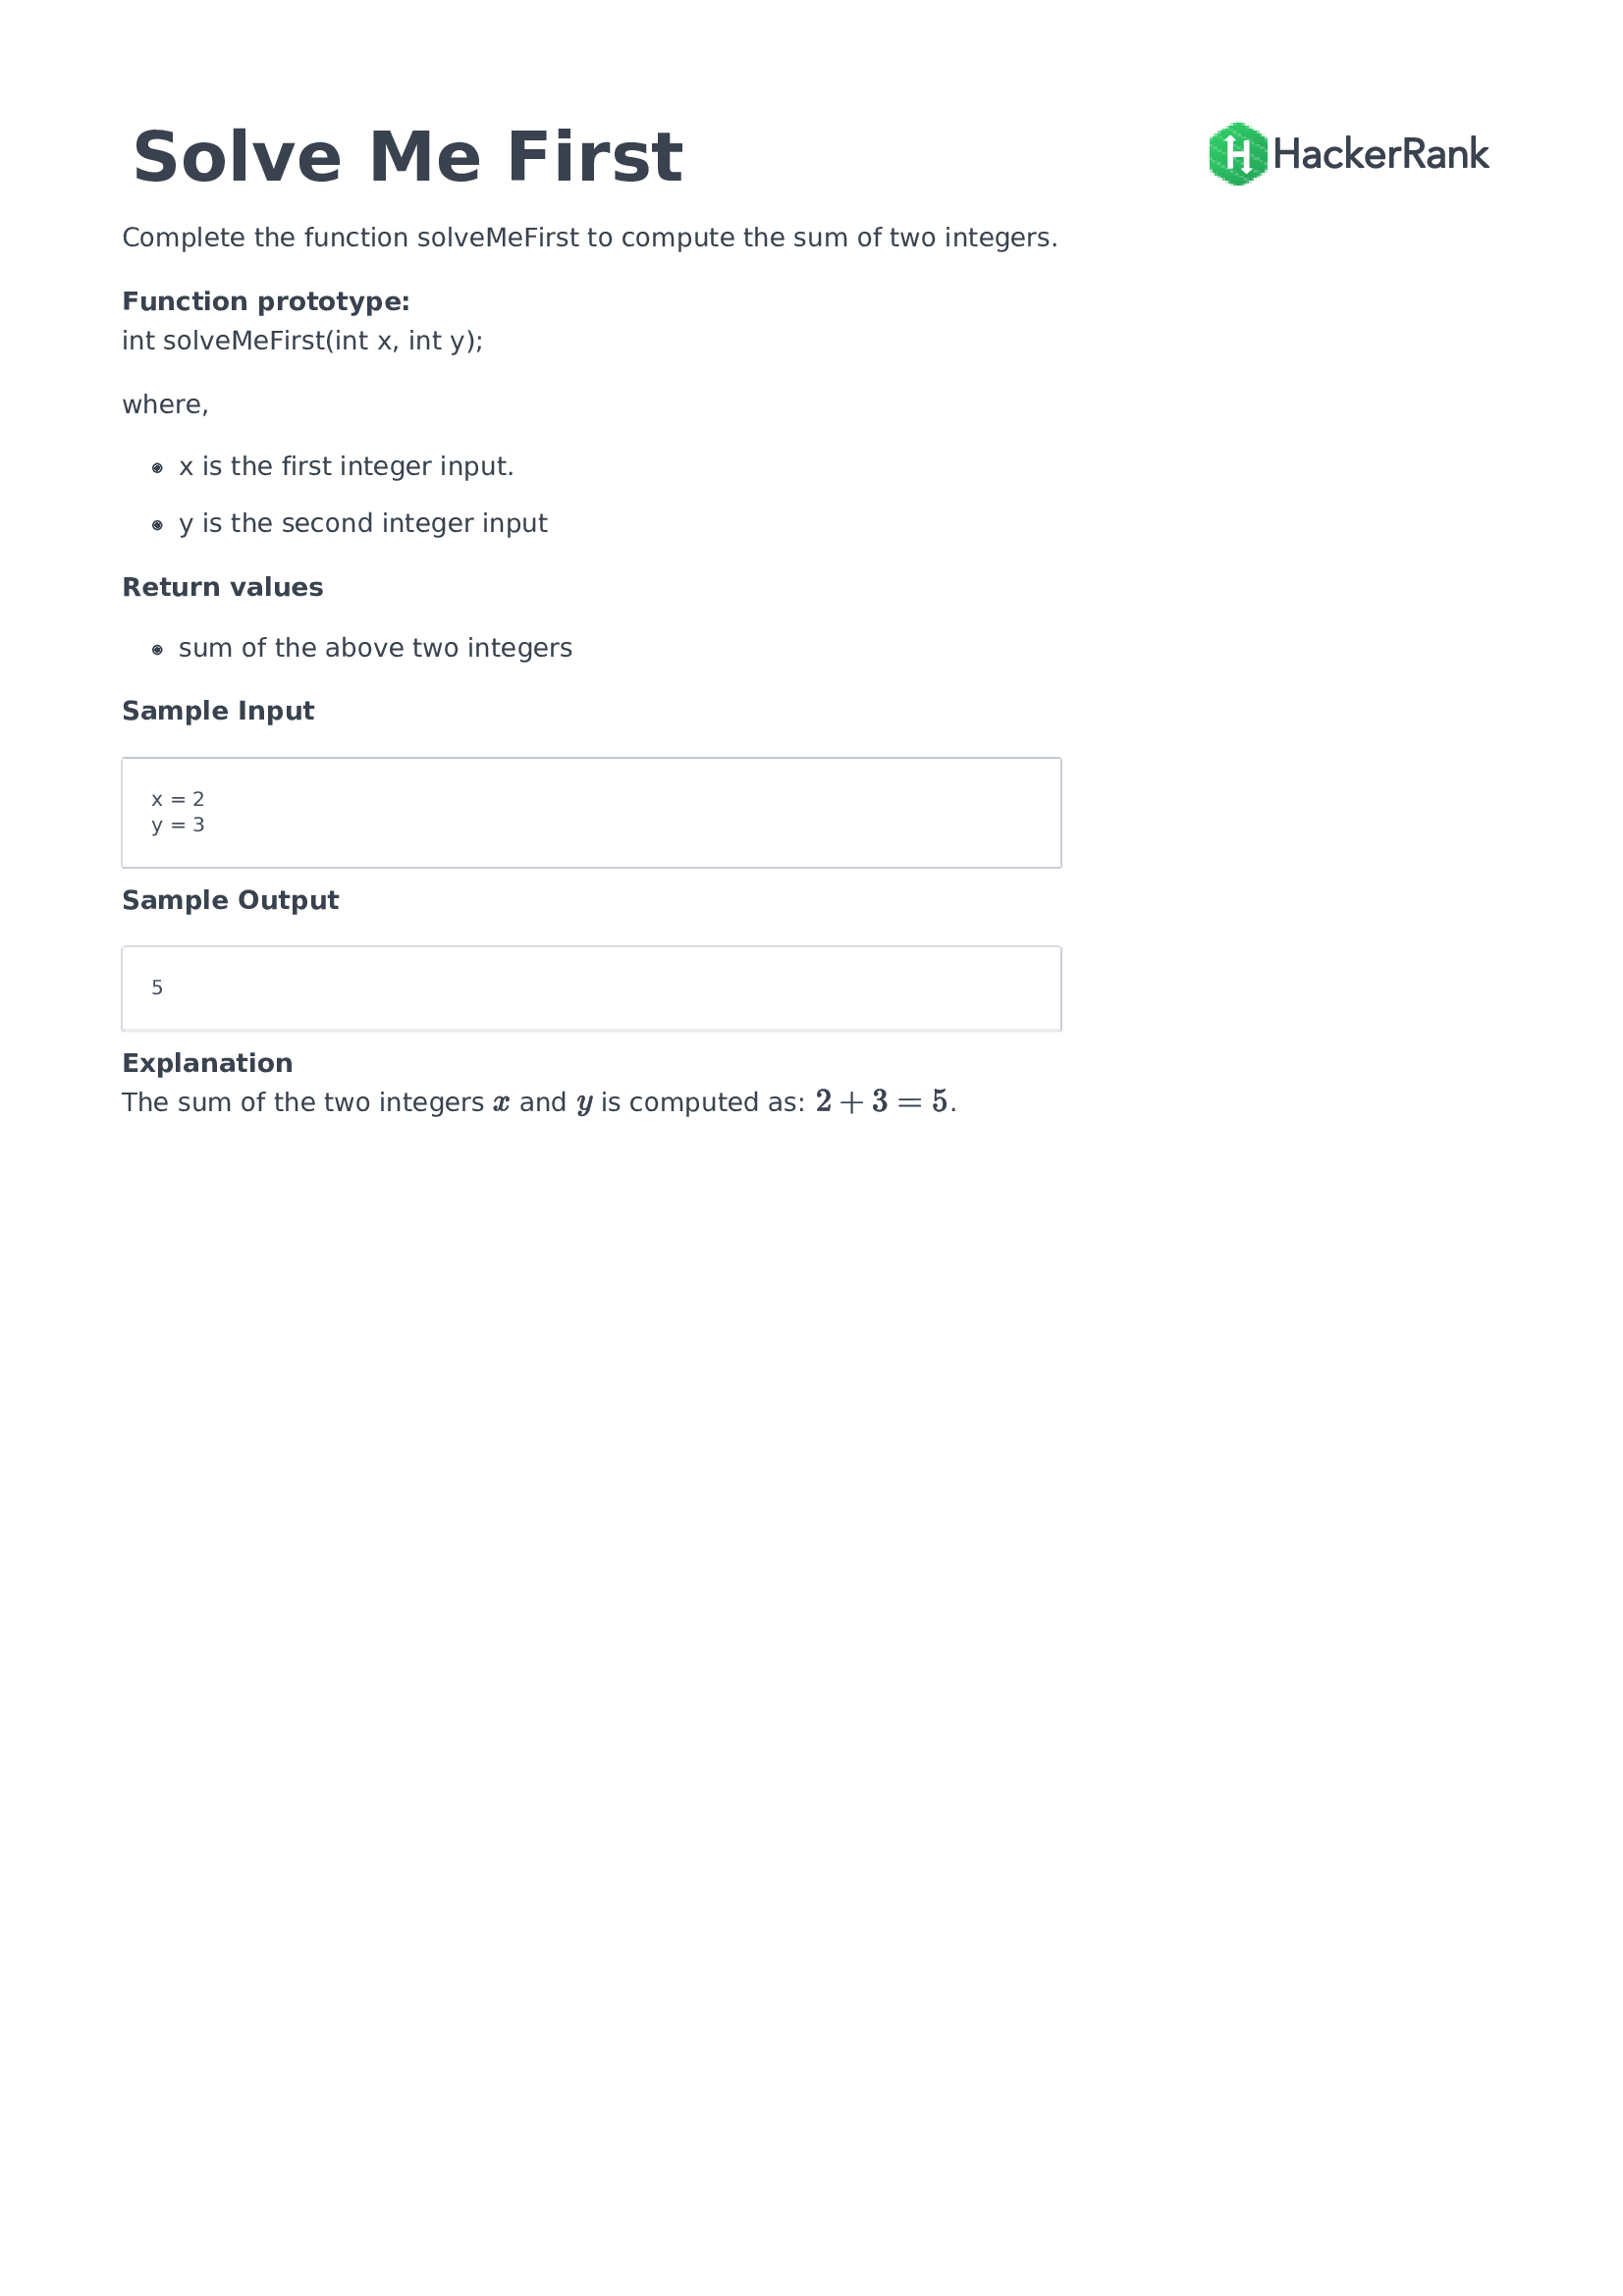 Solve Me First
HackerRank
Complete the function solveMeFirst to compute the sum of two integers.
Function prototype:
int solveMeFirst(int x, int y);
where,
x is the first integer input.
y is the second integer input
Return values
sum of the above two integers
Sample Input
x = 2
y = 3
Sample Output
5
Explanation
The sum of the two integers x and y is computed as: 2 + 3 = 5.